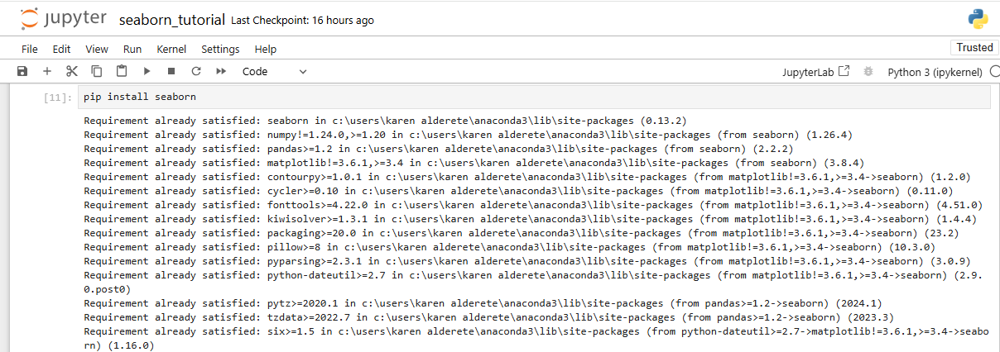 jupyter seaborn_tutorial Last Checkpoint: 16 hours ago
File Edit View Run Kernel Settings Help
Trusted
Code JupyterLab Python 3 (ipykernel)
[11]: pip install seaborn
Requirement already satisfied: seaborn in c:\users\karen alderete\anaconda3\lib\site-packages (0.13.2)
Requirement already satisfied: numpy!=1.24.0,>=1.20 in c:\users\karen alderete\anaconda3\lib\site-packages (from seaborn) (1.26.4)
Requirement already satisfied: pandas>=1.2 in c:\users\karen alderete\anaconda3\lib\site-packages (from seaborn) (2.2.2)
Requirement already satisfied: matplotlib!=3.6.1,>=3.4 in c:\users\karen alderete\anaconda3\lib\site-packages (from seaborn) (3.8.4)
Requirement already satisfied: contourpy>=1.0.1 in c:\users\karen alderete\anaconda3\lib\site-packages (from matplotlib!=3.6.1,>=3.4->seaborn) (1.2.0)
Requirement already satisfied: cycler>=0.10 in c:\users\karen alderete\anaconda3\lib\site-packages (from matplotlib!=3.6.1,>=3.4->seaborn) (0.11.0)
Requirement already satisfied: fonttools>=4.22.0 in c:\users\karen alderete\anaconda3\lib\site-packages (from matplotlib!=3.6.1,>=3.4->seaborn) (4.51.0)
Requirement already satisfied: kiwisolver>=1.3.1 in c:\users\karen alderete\anaconda3\lib\site-packages (from matplotlib!=3.6.1,>=3.4->seaborn) (1.4.4)
Requirement already satisfied: packaging>=20.0 in c:\users\karen alderete\anaconda3\lib\site-packages (from matplotlib!=3.6.1,>=3.4->seaborn) (23.2)
Requirement already satisfied: pillow>=8 in c:\users\karen alderete\anaconda3\lib\site-packages (from matplotlib!=3.6.1,>=3.4->seaborn) (10.3.0)
Requirement already satisfied: pyparsing>=2.3.1 in c:\users\karen alderete\anaconda3\lib\site-packages (from matplotlib!=3.6.1,>=3.4->seaborn) (3.0.9)
Requirement already satisfied: python-dateutil>=2.7 in c:\users\karen alderete\anaconda3\lib\site-packages (from matplotlib!=3.6.1,>=3.4->seaborn) (2.9.
0.post0)
Requirement already satisfied: pytz>=2020.1 in c:\users\karen alderete\anaconda3\lib\site-packages (from pandas>=1.2->seaborn) (2024.1)
Requirement already satisfied: tzdata>=2022.7 in c:\users\karen alderete\anaconda3\lib\site-packages (from pandas>=1.2->seaborn) (2023.3)
Requirement already satisfied: six>=1.5 in c:\users\karen alderete\anaconda3\lib\site-packages (from python-dateutil>=2.7->matplotlib!=3.6.1,>=3.4->seabo
rn) (1.16.0)